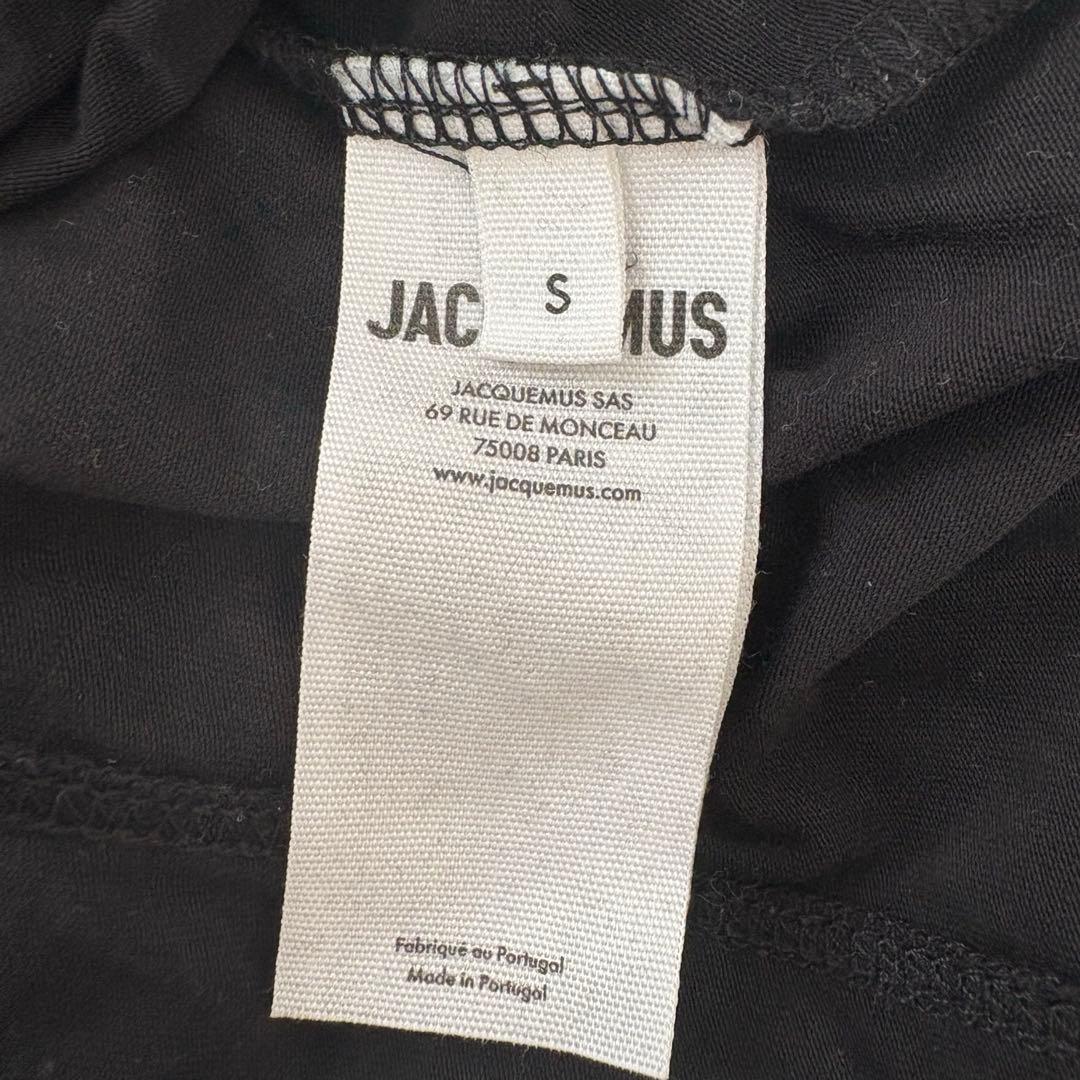 S
JAC MUS
JACQUEMUS SAS
69 RUE DE MONCEAU
75008 PARIS
www.jacquemus.com
Fabriqué au Portugal
Made in Portugal